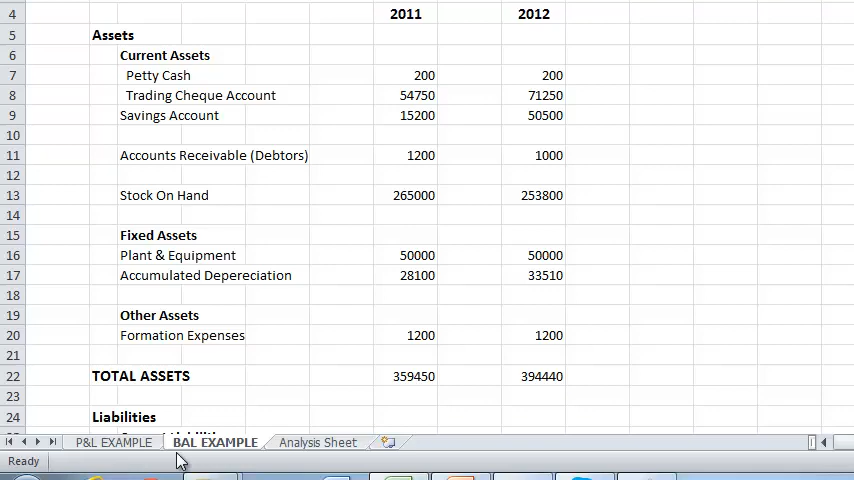 4 2011 2012
5 Assets
6 Current Assets
7 Petty Cash 200 200
8 Trading Cheque Account 54750 71250
9 Savings Account 15200 50500
10
11 Accounts Receivable (Debtors) 1200 1000
12
13 Stock On Hand 265000 253800
14
15 Fixed Assets
16 Plant & Equipment 50000 50000
17 Accumulated Depereciation 28100 33510
18
19 Other Assets
20 Formation Expenses 1200 1200
21
22 TOTAL ASSETS 359450 394440
23
24 Liabilities
P&L EXAMPLE BAL EXAMPLE Analysis Sheet
Ready